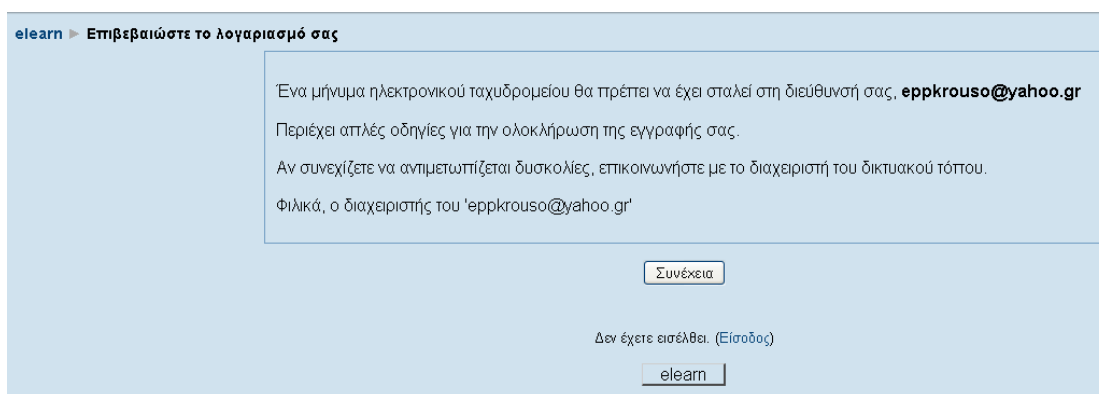 elearn ▶ Επιβεβαιώστε το λογαριασμό σας
Ένα μήνυμα ηλεκτρονικού ταχυδρομείου θα πρέπει να έχει σταλεί στη διεύθυνσή σας, eppkrouso@yahoo.gr
Περιέχει απλές οδηγίες για την ολοκλήρωση της εγγραφής σας.
Αν συνεχίζετε να αντιμετωπίζεται δυσκολίες, επικοινωνήστε με το διαχειριστή του δικτυακού τόπου.
Φιλικά, ο διαχειριστής του 'eppkrouso@yahoo.gr'
Συνέχεια
Δεν έχετε εισέλθει. (Είσοδος)
elearn